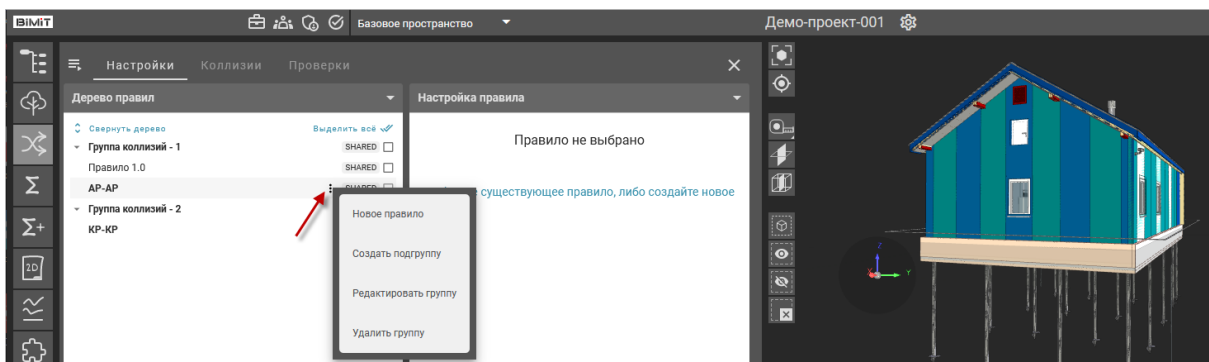 BIMIT
Базовое пространство
Демо-проект-001
Настройки Коллизии Проверки
Дерево правил
Настройка правила
Свернуть дерево Выделить всё
Группа коллизий - 1 SHARED
Правило 1.0 SHARED
АР-АР
Группа коллизий - 2
КР-КР
Новое правило
Создать подгруппу
Редактировать группу
Удалить группу
Правило не выбрано
существующее правило, либо создайте новое
2D
Z
Y